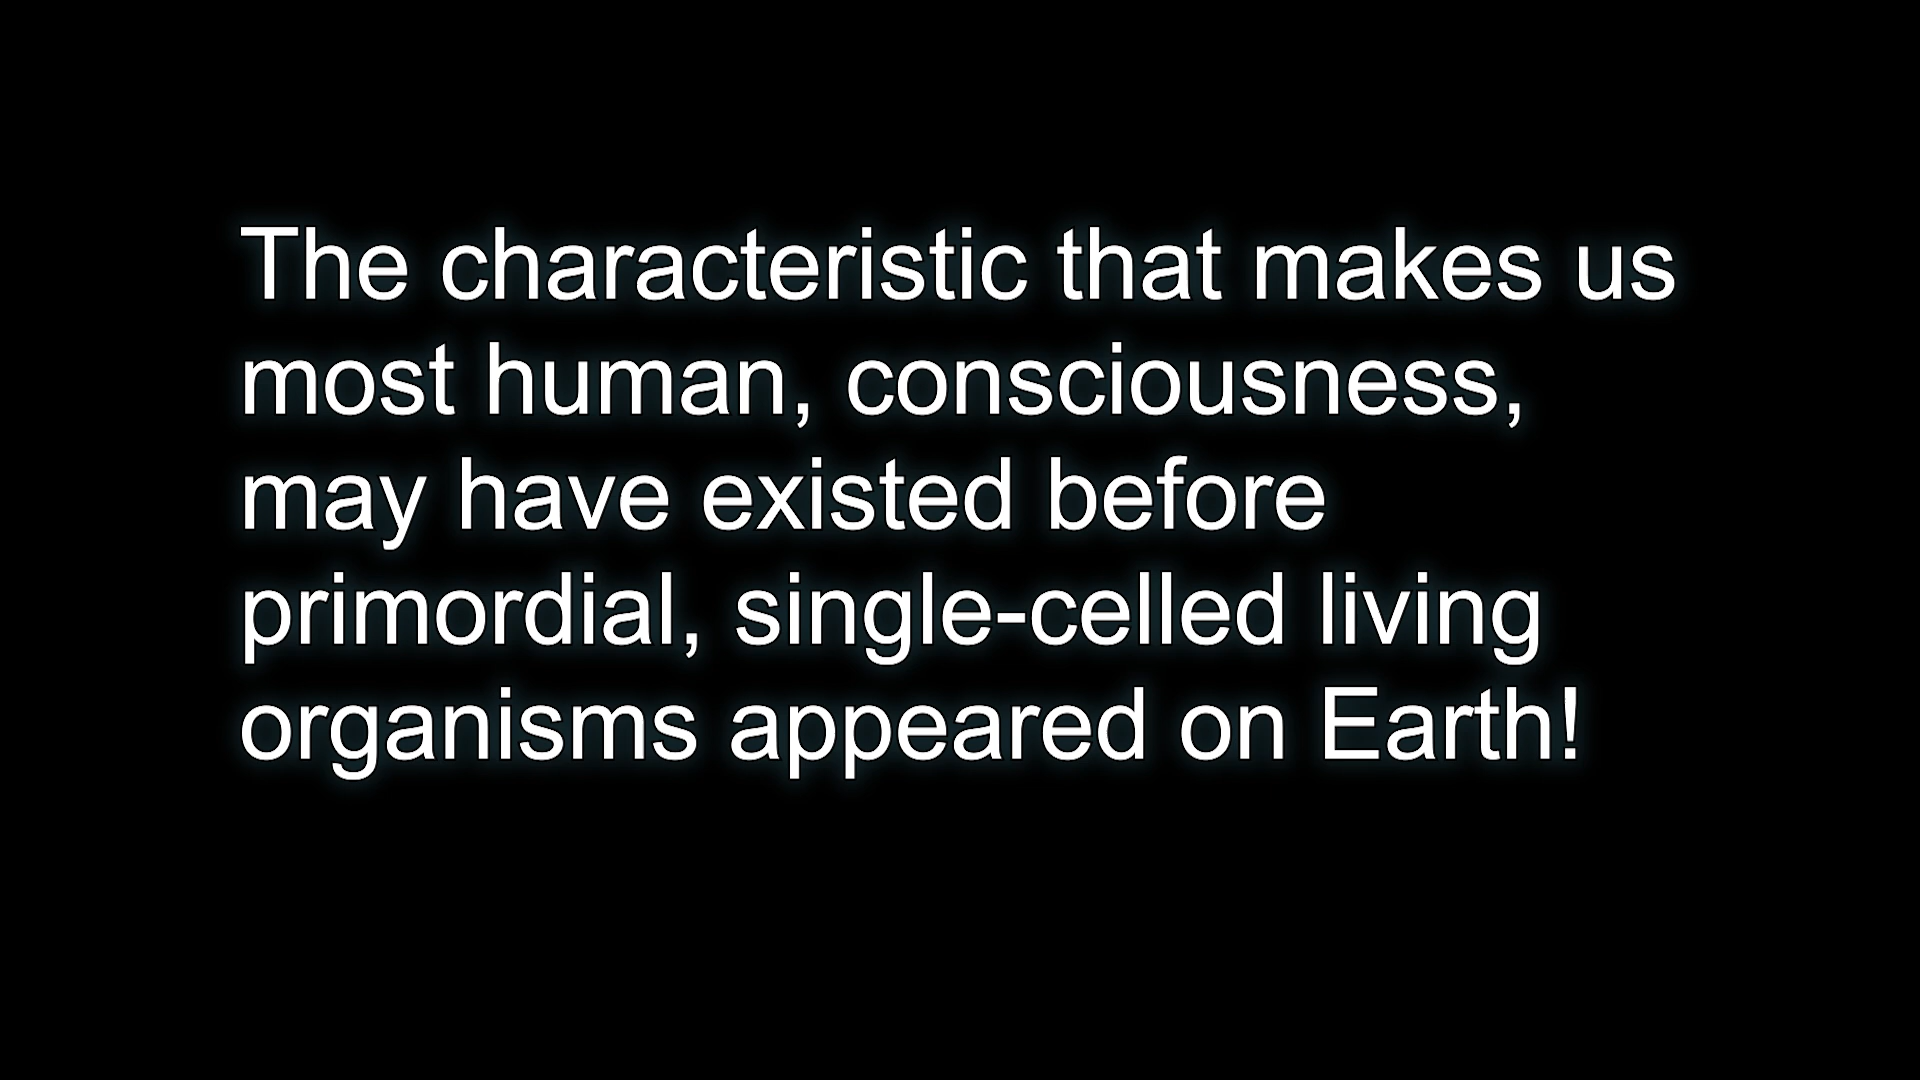 The characteristic that makes us
most human, consciousness,
may have existed before
primordial, single-celled living
organisms appeared on Earth!